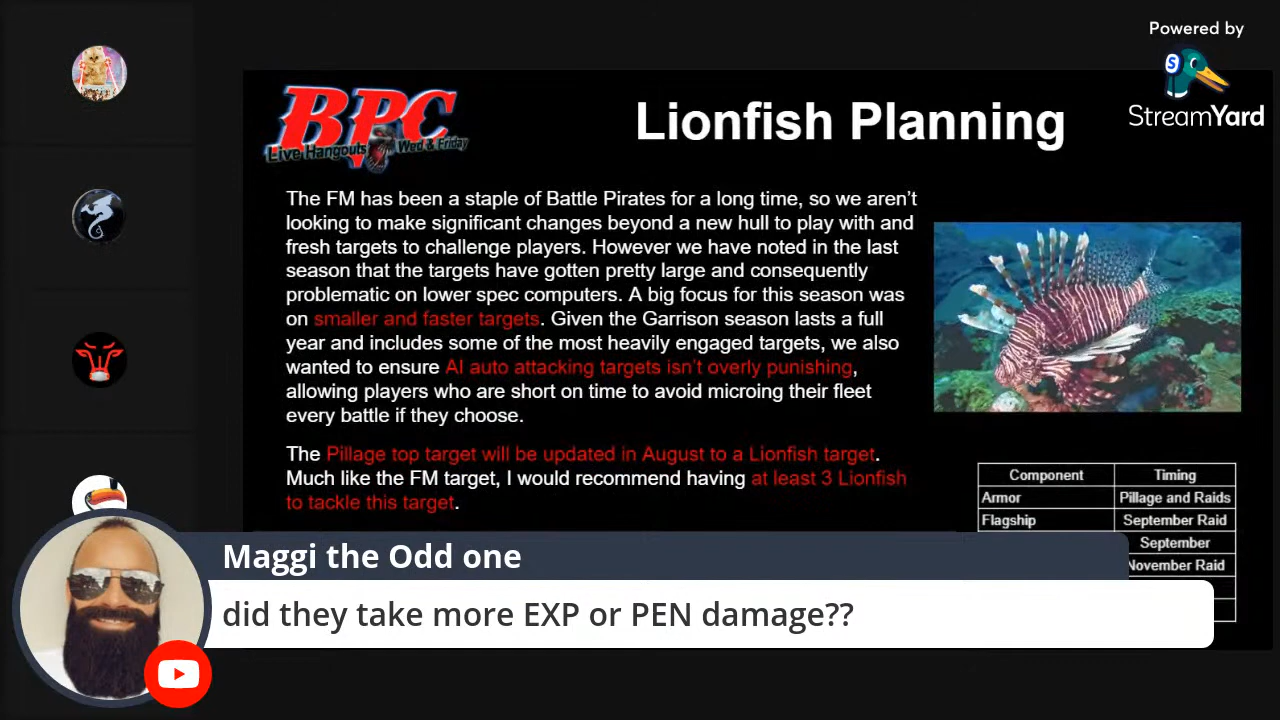 Powered by
S
StreamYard
BPC
Live Hangouts Wed & Friday
Lionfish Planning
The FM has been a staple of Battle Pirates for a long time, so we aren't
looking to make significant changes beyond a new hull to play with and
fresh targets to challenge players. However we have noted in the last
season that the targets have gotten pretty large and consequently
problematic on lower spec computers. A big focus for this season was
on smaller and faster targets. Given the Garrison season lasts a full
year and includes some of the most heavily engaged targets, we also
wanted to ensure AI auto attacking targets isn't overly punishing,
allowing players who are short on time to avoid microing their fleet
every battle if they choose.
The Pillage top target will be updated in August to a Lionfish target.
Much like the FM target, I would recommend having at least 3 Lionfish
to tackle this target.
Component Timing
Armor Pillage and Raids
Flagship September Raid
September
November Raid
Maggi the Odd one
did they take more EXP or PEN damage??